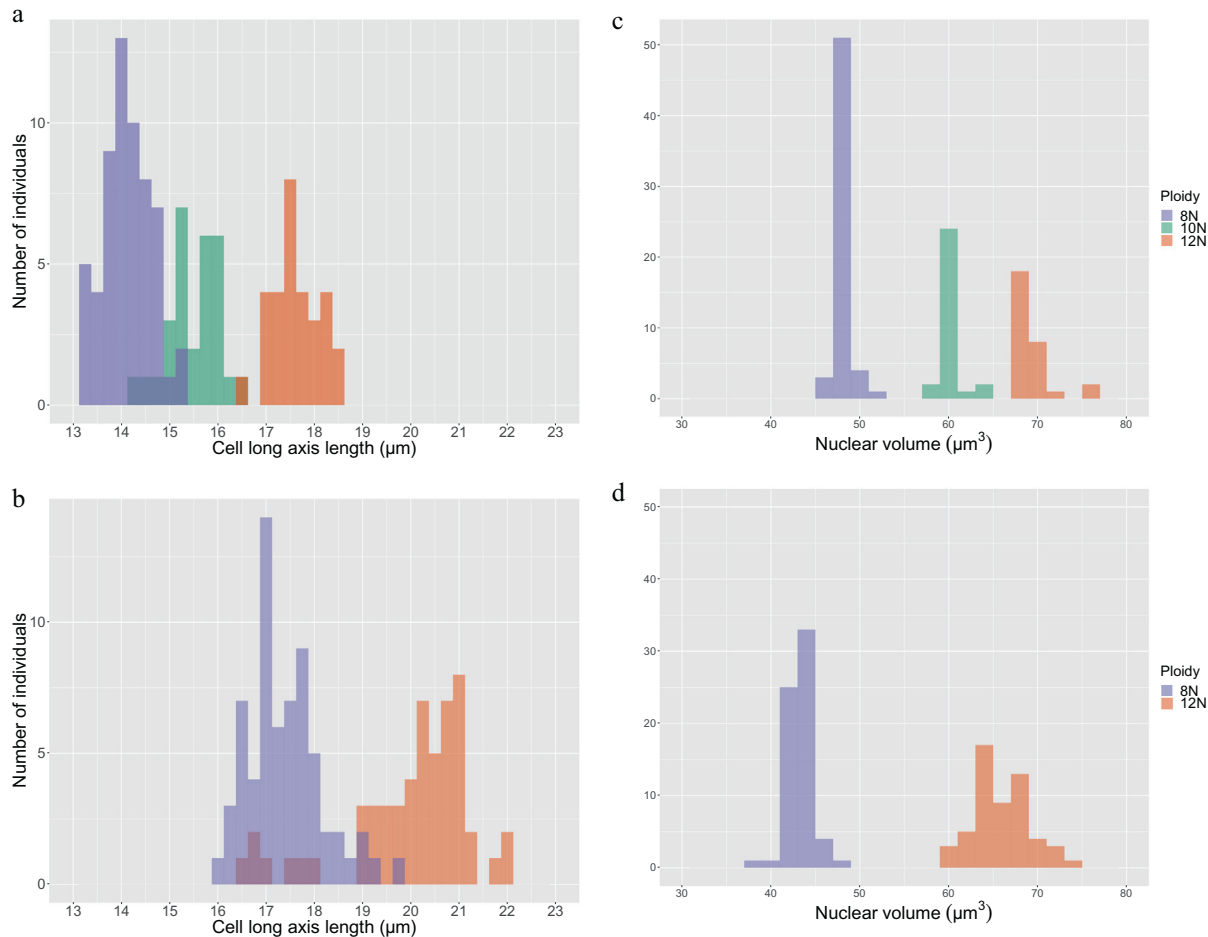 a
Number of individuals
10
5
0
13 14 15 16 17 18 19 20 21 22 23
Cell long axis length (µm)
c
50
40
30
20
10
0
30 40 50 60 70 80
Nuclear volume (µm³)
Ploidy
8N
10N
12N
b
Number of individuals
10
5
0
13 14 15 16 17 18 19 20 21 22 23
Cell long axis length (µm)
d
50
40
30
20
10
0
30 40 50 60 70 80
Nuclear volume (µm³)
Ploidy
8N
12N